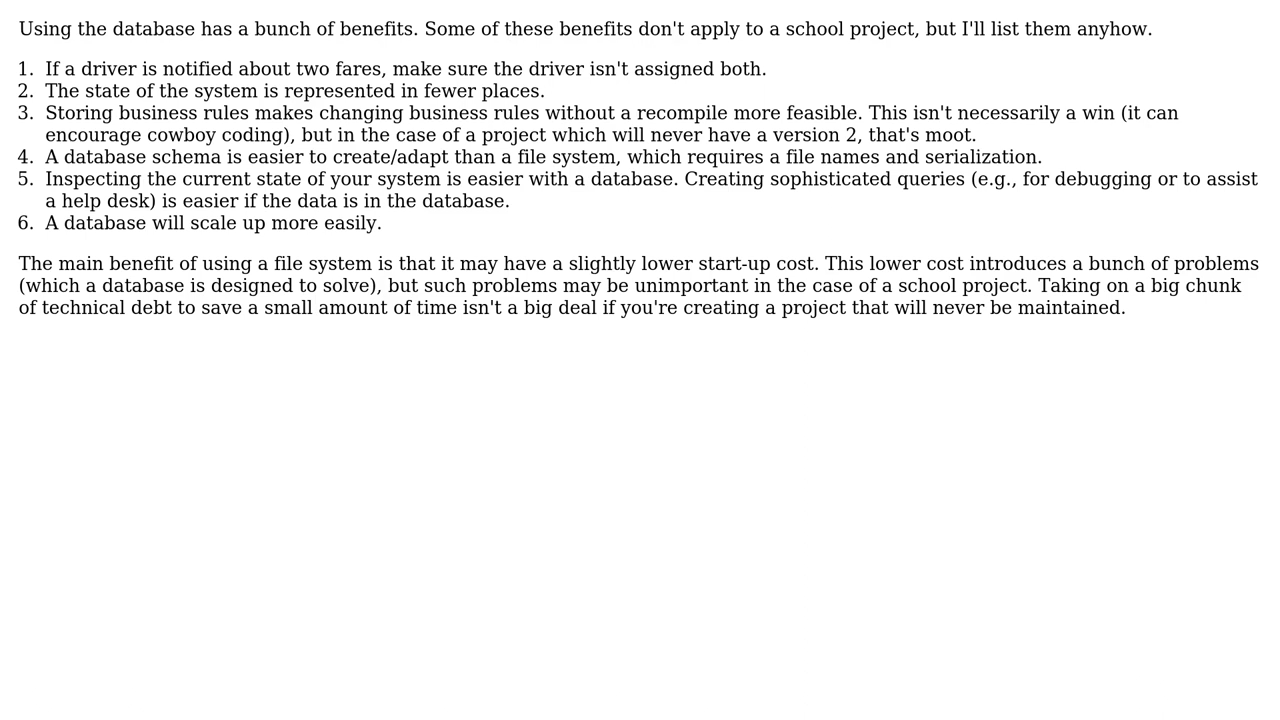 Using the database has a bunch of benefits. Some of these benefits don't apply to a school project, but I'll list them anyhow.
1. If a driver is notified about two fares, make sure the driver isn't assigned both.
2. The state of the system is represented in fewer places.
3. Storing business rules makes changing business rules without a recompile more feasible. This isn't necessarily a win (it can
encourage cowboy coding), but in the case of a project which will never have a version 2, that's moot.
4. A database schema is easier to create/adapt than a file system, which requires a file names and serialization.
5. Inspecting the current state of your system is easier with a database. Creating sophisticated queries (e.g., for debugging or to assist
a help desk) is easier if the data is in the database.
6. A database will scale up more easily.
The main benefit of using a file system is that it may have a slightly lower start-up cost. This lower cost introduces a bunch of problems
(which a database is designed to solve), but such problems may be unimportant in the case of a school project. Taking on a big chunk
of technical debt to save a small amount of time isn't a big deal if you're creating a project that will never be maintained.